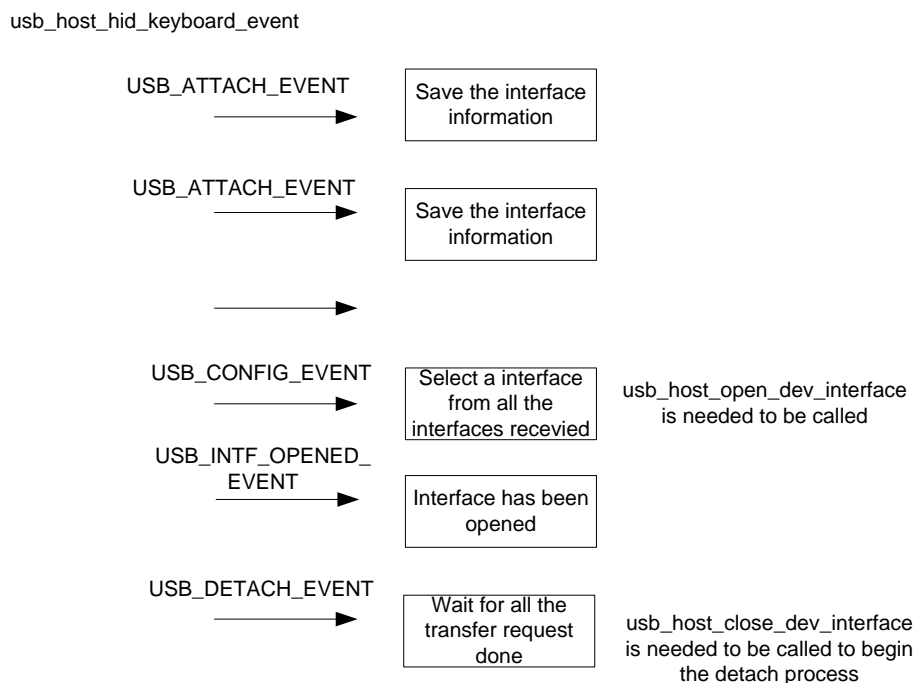 usb_host_hid_keyboard_event
USB_ATTACH_EVENT
Save the interface
information
USB_ATTACH_EVENT
Save the interface
information
USB_CONFIG_EVENT
Select a interface
from all the
interfaces recevied
usb_host_open_dev_interface
is needed to be called
USB_INTF_OPENED_
EVENT
Interface has been
opened
USB_DETACH_EVENT
Wait for all the
transfer request
done
usb_host_close_dev_interface
is needed to be called to begin
the detach process